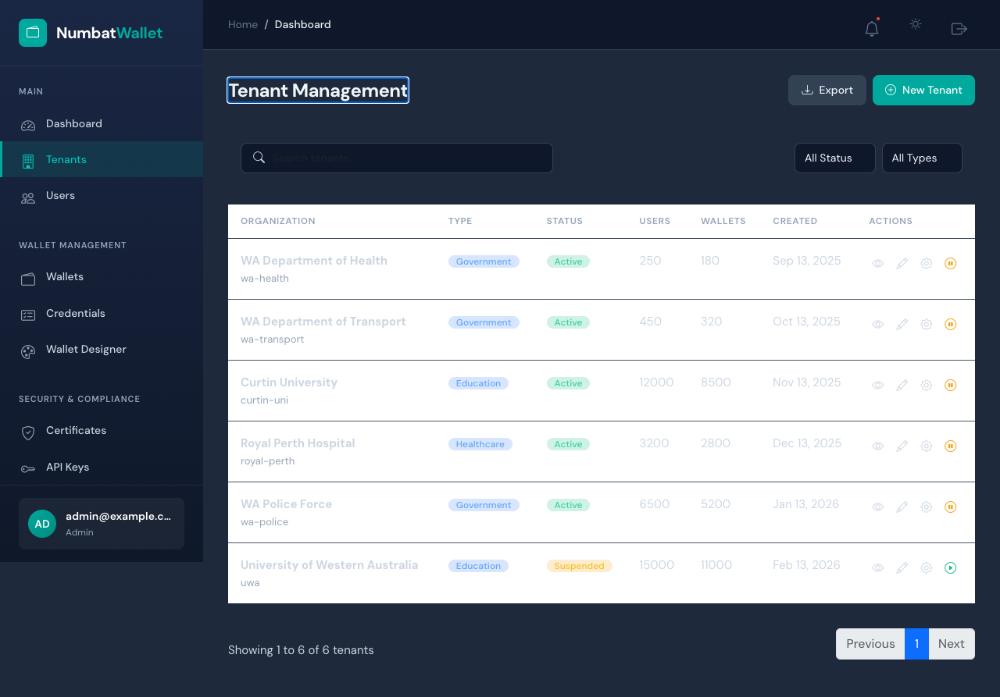 NumbatWallet
Home / Dashboard
MAIN
Dashboard
Tenants
Users
WALLET MANAGEMENT
Wallets
Credentials
Wallet Designer
SECURITY & COMPLIANCE
Certificates
API Keys
AD
admin@example.c...
Admin
Tenant Management
Export
New Tenant
Search tenants...
All Status
All Types
ORGANIZATION TYPE STATUS USERS WALLETS CREATED ACTIONS
WA Department of Health Government Active 250 180 Sep 13, 2025
wa-health
WA Department of Transport Government Active 450 320 Oct 13, 2025
wa-transport
Curtin University Education Active 12000 8500 Nov 13, 2025
curtin-uni
Royal Perth Hospital Healthcare Active 3200 2800 Dec 13, 2025
royal-perth
WA Police Force Government Active 6500 5200 Jan 13, 2026
wa-police
University of Western Australia Education Suspended 15000 11000 Feb 13, 2026
uwa
Showing 1 to 6 of 6 tenants
Previous 1 Next